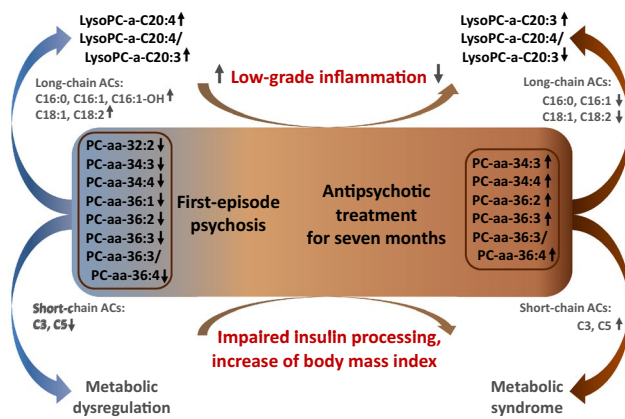 LysoPC-a-C20:4↑
LysoPC-a-C20:4/
LysoPC-a-C20:3↑
Long-chain ACs:
C16:0, C16:1, C16:1-OH↑
C18:1, C18:2↑
↑ Low-grade inflammation ↓
LysoPC-a-C20:3↑
LysoPC-a-C20:4/
LysoPC-a-C20:3↓
Long-chain ACs:
C16:0, C16:1↓
C18:1, C18:2↓
PC-aa-32:2↓
PC-aa-34:3↓
PC-aa-34:4↓
PC-aa-36:1↓
PC-aa-36:2↓
PC-aa-36:3↓
PC-aa-36:3/
PC-aa-36:4↓
First-episode
psychosis
Antipsychotic
treatment
for seven months
PC-aa-34:3↑
PC-aa-34:4↑
PC-aa-36:2↑
PC-aa-36:3↑
PC-aa-36:3/
PC-aa-36:4↑
Short-chain ACs:
C3, C5↓
Impaired insulin processing,
increase of body mass index
Short-chain ACs:
C3, C5↑
Metabolic
dysregulation
Metabolic
syndrome